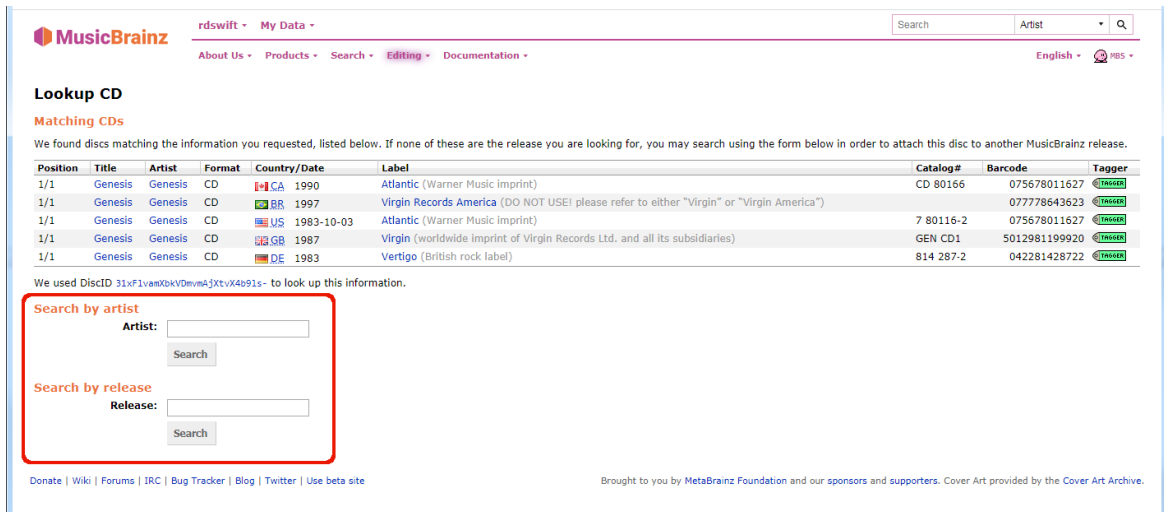 MusicBrainz
rdswift My Data
Search Artist
About Us Products Search Editing Documentation
English MBS
Lookup CD
Matching CDs
We found discs matching the information you requested, listed below. If none of these are the release you are looking for, you may search using the form below in order to attach this disc to another MusicBrainz release.
Position Title Artist Format Country/Date Label Catalog# Barcode Tagger
1/1 Genesis Genesis CD CA 1990 Atlantic (Warner Music imprint) CD 80166 075678011627 TAGGER
1/1 Genesis Genesis CD BR 1997 Virgin Records America (DO NOT USE! please refer to either “Virgin” or “Virgin America”) 077778643623 TAGGER
1/1 Genesis Genesis CD US 1983-10-03 Atlantic (Warner Music imprint) 7 80116-2 075678011627 TAGGER
1/1 Genesis Genesis CD GB 1987 Virgin (worldwide imprint of Virgin Records Ltd. and all its subsidiaries) GEN CD1 5012981199920 TAGGER
1/1 Genesis Genesis CD DE 1983 Vertigo (British rock label) 814 287-2 042281428722 TAGGER
We used DiscID 31xF1vamXbkVDmvmAjXtvX4b91s- to look up this information.
Search by artist
Artist:
Search
Search by release
Release:
Search
Donate | Wiki | Forums | IRC | Bug Tracker | Blog | Twitter | Use beta site
Brought to you by MetaBrainz Foundation and our sponsors and supporters. Cover Art provided by the Cover Art Archive.